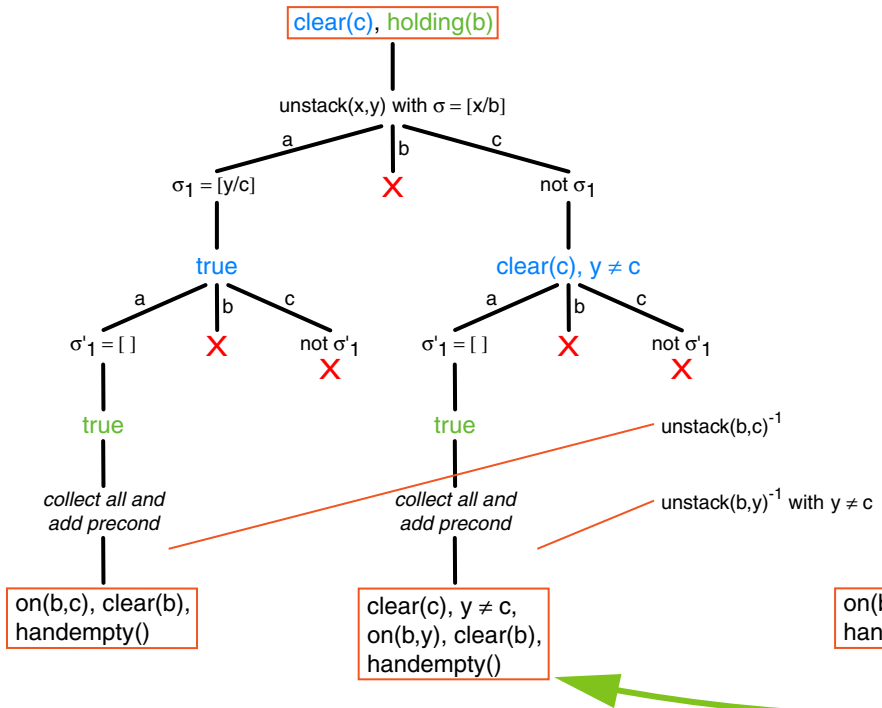 clear(c), holding(b)
unstack(x,y) with σ = [x/b]
a b c
σ1 = [y/c] X not σ1
true clear(c), y ≠ c
a b c a b c
σ'1 = [ ] X not σ'1 σ'1 = [ ] X not σ'1
X X
true true unstack(b,c)-1
collect all and collect all and unstack(b,y)-1 with y ≠ c
add precond add precond
on(b,c), clear(b),
handempty()
clear(c), y ≠ c,
on(b,y), clear(b),
handempty()